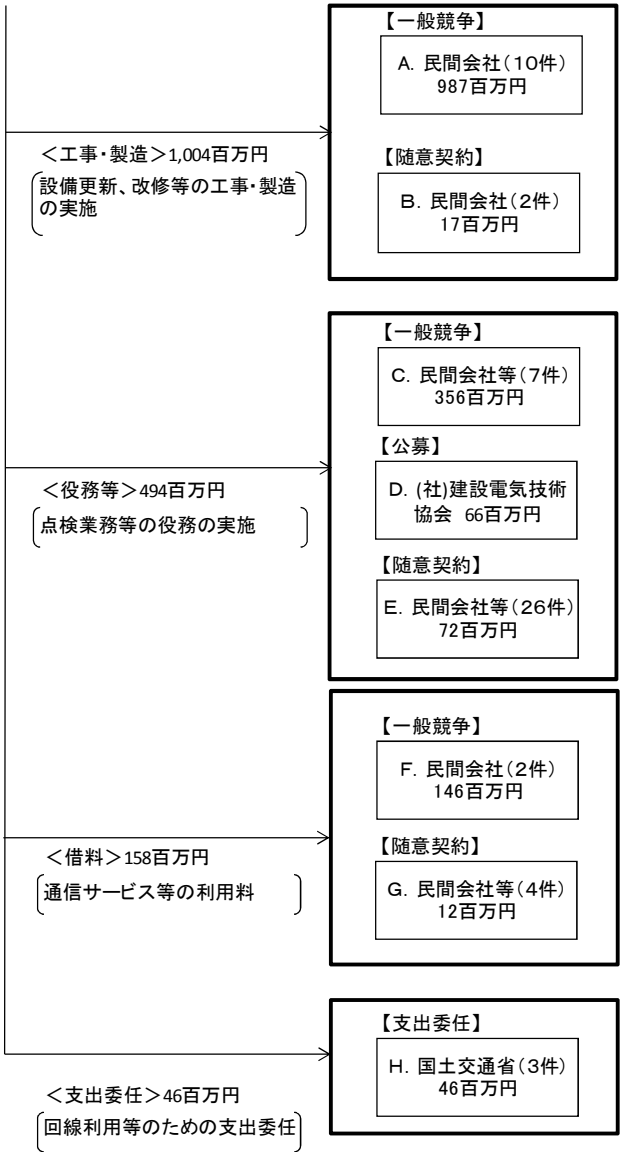 【一般競争】
A. 民間会社(10件)
987百万円
<工事・製造>1,004百万円
設備更新、改修等の工事・製造
の実施
【随意契約】
B. 民間会社(2件)
17百万円
【一般競争】
C. 民間会社等(7件)
356百万円
【公募】
<役務等>494百万円
点検業務等の役務の実施
D. (社)建設電気技術
協会 66百万円
【随意契約】
E. 民間会社等(26件)
72百万円
【一般競争】
F. 民間会社(2件)
146百万円
<借料>158百万円
通信サービス等の利用料
【随意契約】
G. 民間会社等(4件)
12百万円
【支出委任】
H. 国土交通省(3件)
46百万円
<支出委任>46百万円
回線利用等のための支出委任